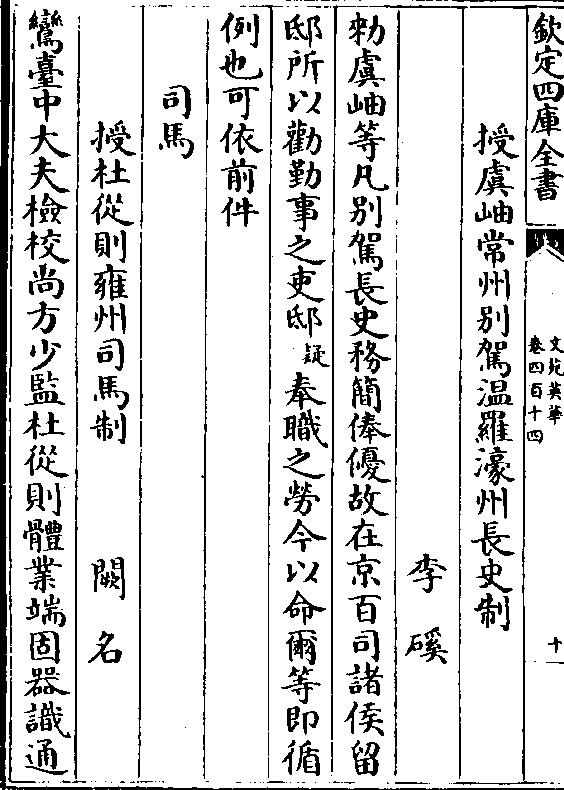 欽定四庫全書
文苑英華
卷四百十四
十一
授虞岫常州别駕温羅濠州長史制
李磎
勅虞岫等凡别駕長史務簡俸優故在京百司諸侯留
邸所以勸勤事之吏邸疑奉職之勞今以命爾等即循
例也可依前件
司馬
授杜從則雍州司馬制
闕名
鸞臺中大夫檢校尚方少監杜從則體業端固器識通